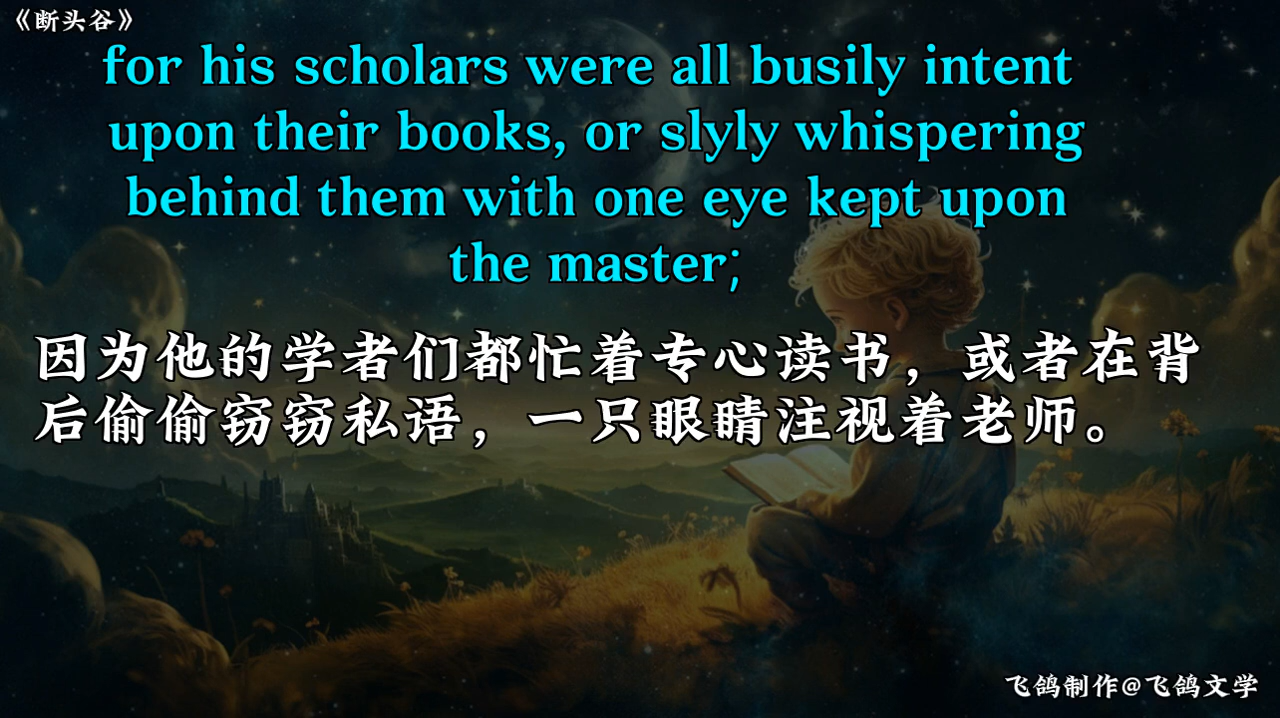 《断头谷》
for his scholars were all busily intent
upon their books, or slyly whispering
behind them with one eye kept upon
the master;
因为他的学者们都忙着专心读书，或者在背
后偷偷窃窃私语，一只眼睛注视着老师。
飞鸽制作@飞鸽文学